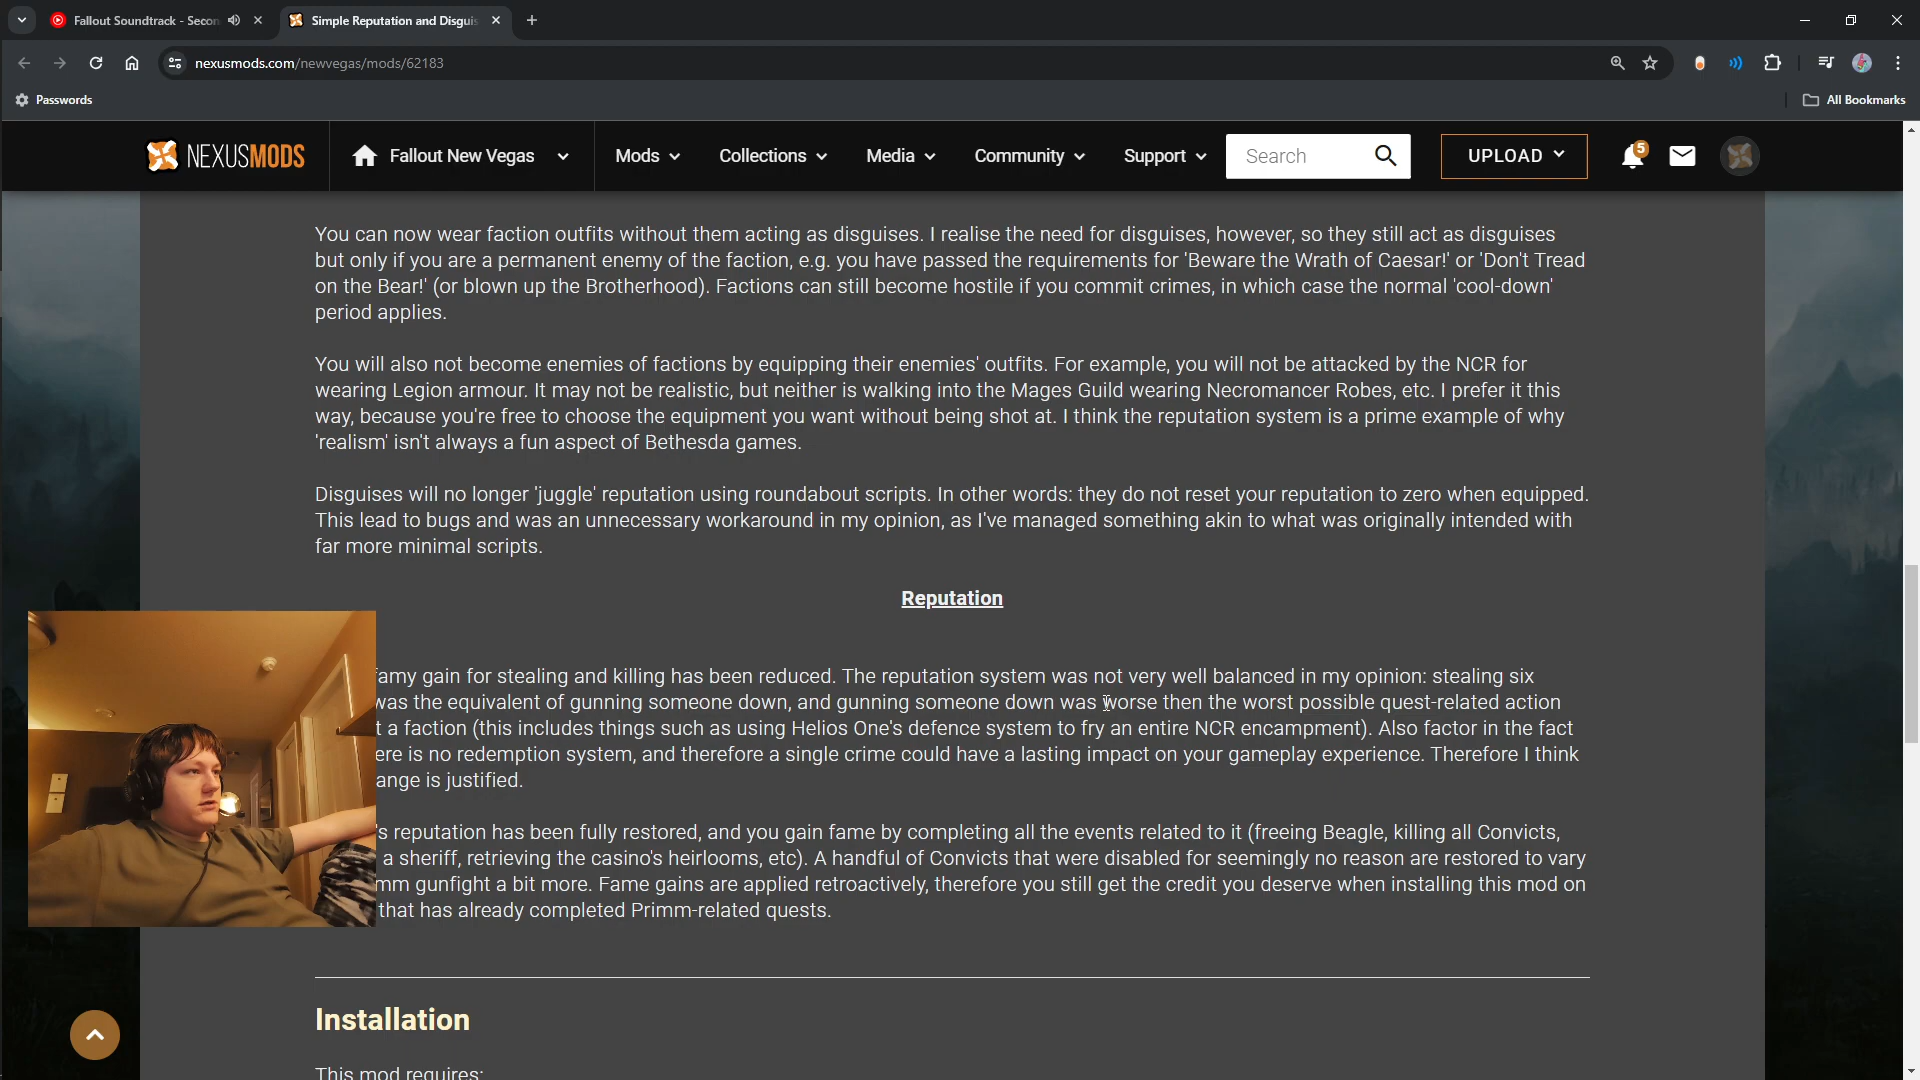 Fallout Soundtrack - Secon
Simple Reputation and Disguis
nexusmods.com/newvegas/mods/62183
Passwords
All Bookmarks
NEXUSMODS
Fallout New Vegas
Mods
Collections
Media
Community
Support
Search
UPLOAD
5
You can now wear faction outfits without them acting as disguises. I realise the need for disguises, however, so they still act as disguises
but only if you are a permanent enemy of the faction, e.g. you have passed the requirements for 'Beware the Wrath of Caesar!' or 'Don't Tread
on the Bear!' (or blown up the Brotherhood). Factions can still become hostile if you commit crimes, in which case the normal 'cool-down'
period applies.
You will also not become enemies of factions by equipping their enemies' outfits. For example, you will not be attacked by the NCR for
wearing Legion armour. It may not be realistic, but neither is walking into the Mages Guild wearing Necromancer Robes, etc. I prefer it this
way, because you're free to choose the equipment you want without being shot at. I think the reputation system is a prime example of why
'realism' isn't always a fun aspect of Bethesda games.
Disguises will no longer 'juggle' reputation using roundabout scripts. In other words: they do not reset your reputation to zero when equipped.
This lead to bugs and was an unnecessary workaround in my opinion, as I've managed something akin to what was originally intended with
far more minimal scripts.
Reputation
famy gain for stealing and killing has been reduced. The reputation system was not very well balanced in my opinion: stealing six
was the equivalent of gunning someone down, and gunning someone down was worse then the worst possible quest-related action
t a faction (this includes things such as using Helios One's defence system to fry an entire NCR encampment). Also factor in the fact
ere is no redemption system, and therefore a single crime could have a lasting impact on your gameplay experience. Therefore I think
ange is justified.
's reputation has been fully restored, and you gain fame by completing all the events related to it (freeing Beagle, killing all Convicts,
a sheriff, retrieving the casino's heirlooms, etc). A handful of Convicts that were disabled for seemingly no reason are restored to vary
mm gunfight a bit more. Fame gains are applied retroactively, therefore you still get the credit you deserve when installing this mod on
that has already completed Primm-related quests.
Installation
This mod requires: